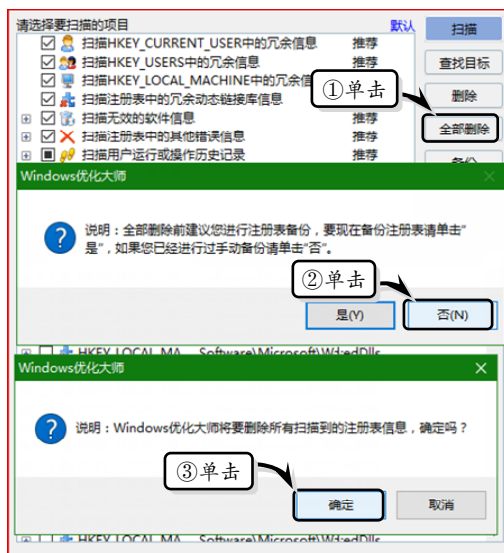 请选择要扫描的项目 默认 扫描
扫描HKEY_CURRENT_USER中的冗余信息 推荐
扫描HKEY_USERS中的冗余信息 推荐 查找目标
扫描HKEY_LOCAL_MACHINE中的冗余信
①单击
扫描注册表中的冗余动态链接库信息 删除
扫描无效的软件信息 推荐
全部删除
扫描注册表中的其他错误信息 推荐
扫描用户运行或操作历史记录 推荐
Windows优化大师
说明：全部删除前建议您进行注册表备份，要现在备份注册表请单击“
是”，如果您已经进行过手动备份请单击“否”。
②单击
是(Y) 否(N)
HKEY_LOCAL_MA... Software\Microsoft\
Windows优化大师
说明：Windows优化大师将要删除所有扫描到的注册表信息，确定吗？
③单击
确定 取消
HKEY_LOCAL_MA... Software\Microsoft\